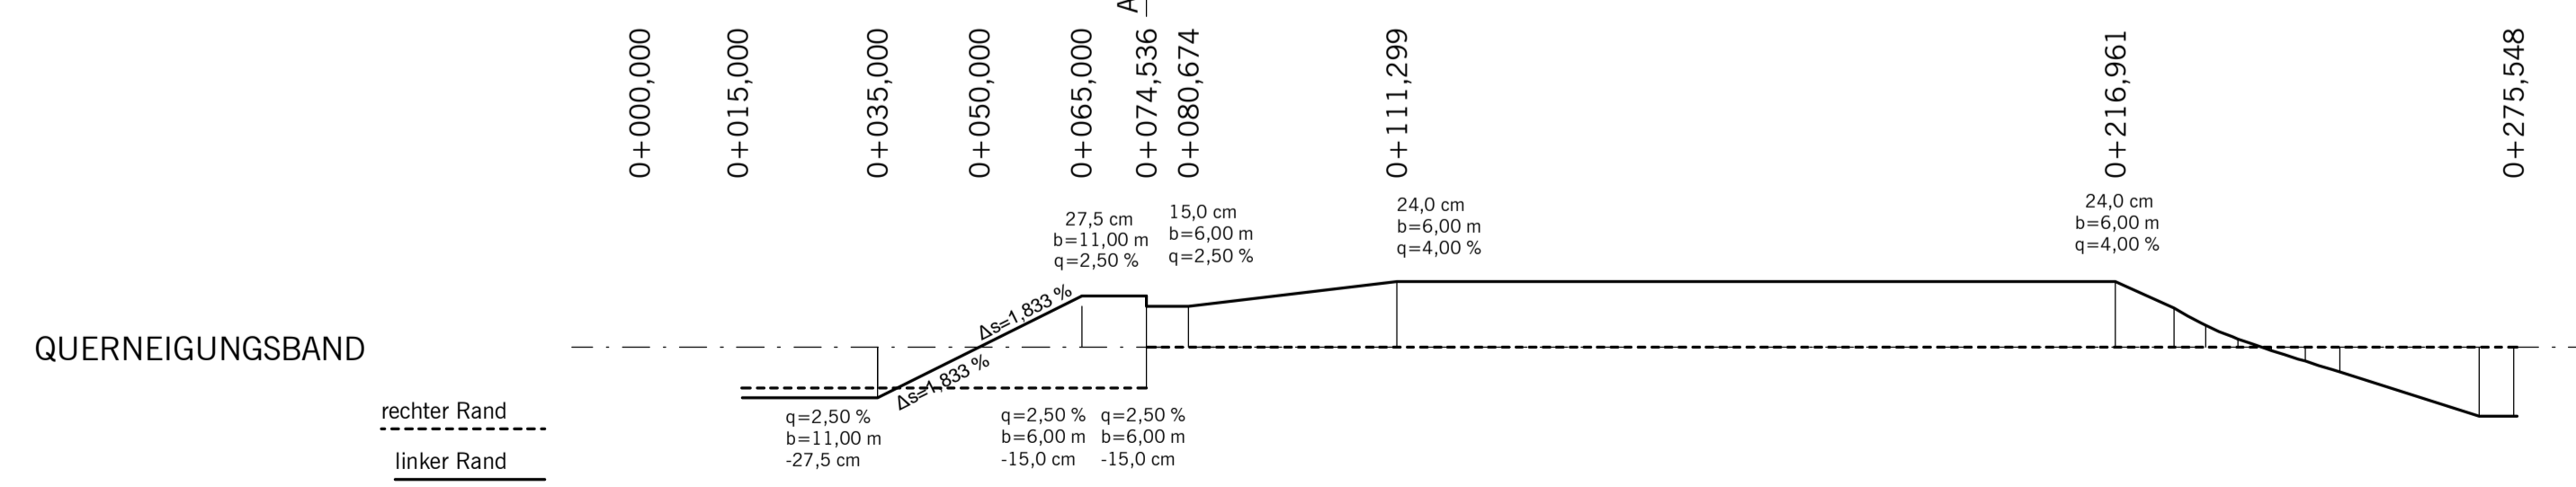 A
0+000,000
0+015,000
0+035,000
0+050,000
0+065,000
0+074,536
0+080,674
0+111,299
0+216,961
0+275,548
27,5 cm
b=11,00 m
q=2,50 %
15,0 cm
b=6,00 m
q=2,50 %
24,0 cm
b=6,00 m
q=4,00 %
24,0 cm
b=6,00 m
q=4,00 %
Δs=1,833 %
Δs=1,833 %
QUERNEIGUNGSBAND
rechter Rand
linker Rand
q=2,50 %
b=11,00 m
-27,5 cm
q=2,50 %
b=6,00 m
-15,0 cm
q=2,50 %
b=6,00 m
-15,0 cm